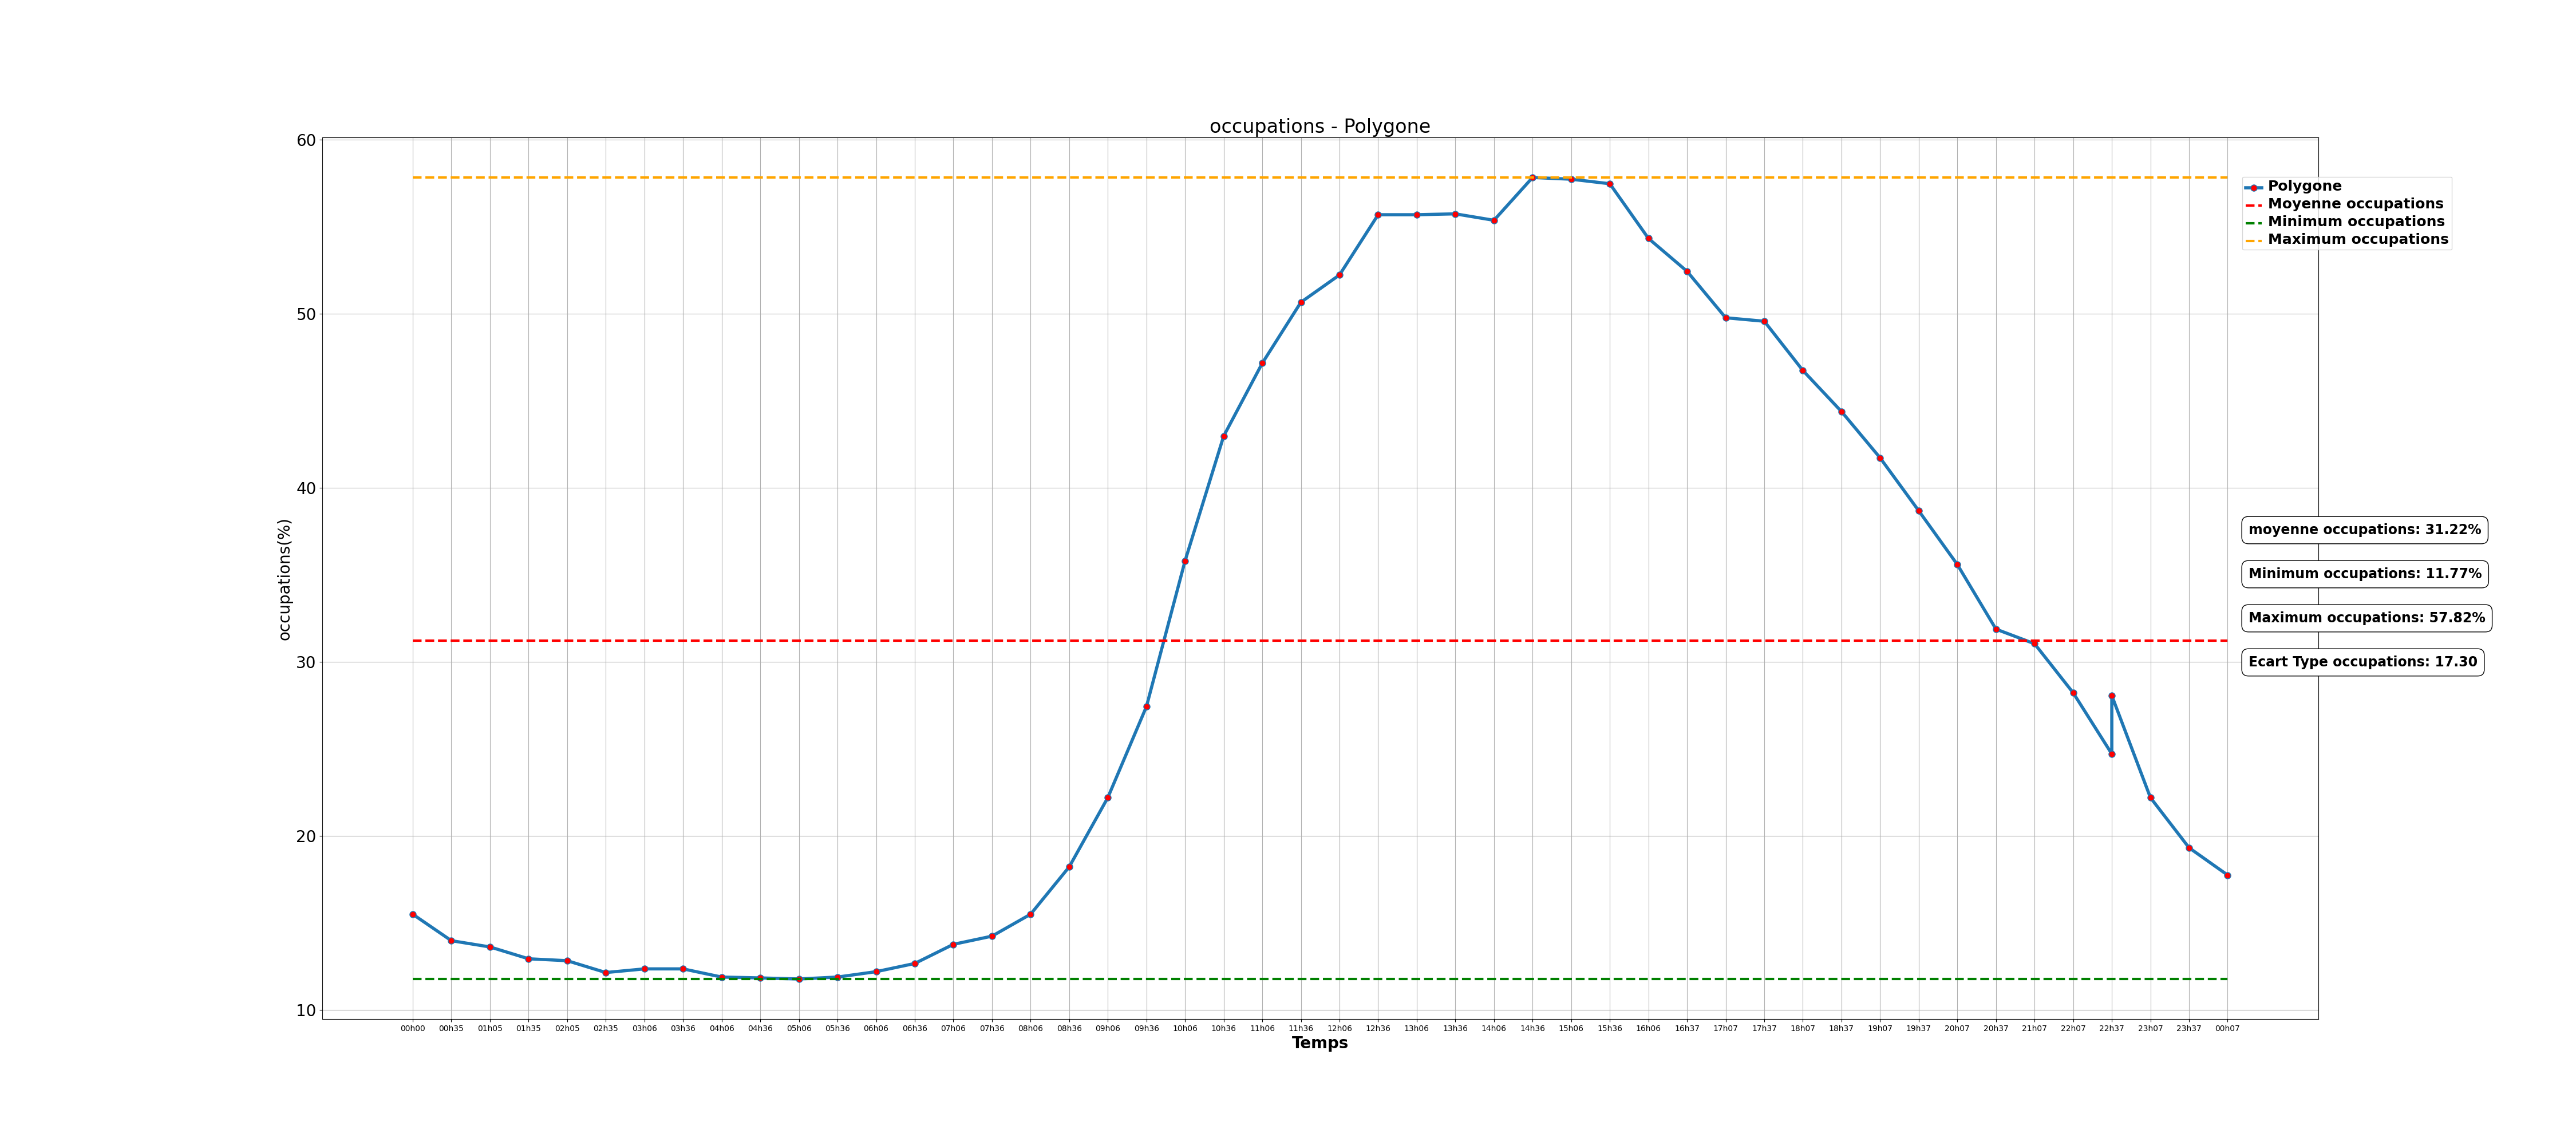 occupations - Polygone
60
50
40
30
20
10
occupations(%)
Polygone
Moyenne occupations
Minimum occupations
Maximum occupations
moyenne occupations: 31.22%
Minimum occupations: 11.77%
Maximum occupations: 57.82%
Ecart Type occupations: 17.30
00h00 00h35 01h05 01h35 02h05 02h35 03h06 03h36 04h06 04h36 05h06 05h36 06h06 06h36 07h06 07h36 08h06 08h36 09h06 09h36 10h06 10h36 11h06 11h36 12h06 12h36 13h06 13h36 14h06 14h36 15h06 15h36 16h06 16h37 17h07 17h37 18h07 18h37 19h07 19h37 20h07 20h37 21h07 22h07 22h37 23h07 23h37 00h07
Temps